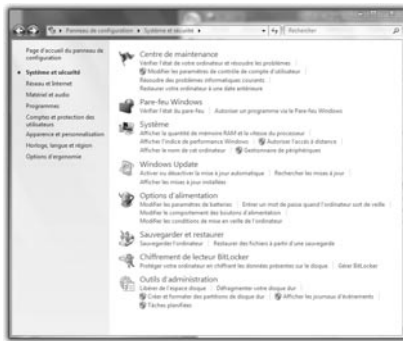 Panneau de configuration ▸ Système et sécurité ▸
Rechercher
Page d'accueil du panneau de
configuration
Système et sécurité
Réseau et Internet
Matériel et audio
Programmes
Comptes et protection des
utilisateurs
Apparence et personnalisation
Horloge, langue et région
Options d'ergonomie
Centre de maintenance
Vérifier l'état de votre ordinateur et résoudre les problèmes
Modifier les paramètres de contrôle de compte d'utilisateur
Résoudre des problèmes informatiques courants
Restaurer votre ordinateur à une date antérieure
Pare-feu Windows
Vérifier l'état du pare-feu | Autoriser un programme via le Pare-feu Windows
Système
Afficher la quantité de mémoire RAM et la vitesse du processeur
Afficher l'indice de performance Windows | Autoriser l'accès à distance
Afficher le nom de cet ordinateur | Gestionnaire de périphériques
Windows Update
Activer ou désactiver la mise à jour automatique | Rechercher les mises à jour
Afficher les mises à jour installées
Options d'alimentation
Modifier les paramètres de batteries | Entrer un mot de passe quand l'ordinateur sort de veille
Modifier le comportement des boutons d'alimentation
Modifier les conditions de mise en veille de l'ordinateur
Sauvegarder et restaurer
Sauvegarder l'ordinateur | Restaurer des fichiers à partir d'une sauvegarde
Chiffrement de lecteur BitLocker
Protéger votre ordinateur en chiffrant les données présentes sur le disque | Gérer BitLocker
Outils d'administration
Libérer de l'espace disque | Défragmenter votre disque dur
Créer et formater des partitions de disque dur | Afficher les journaux d'événements
Tâches planifiées